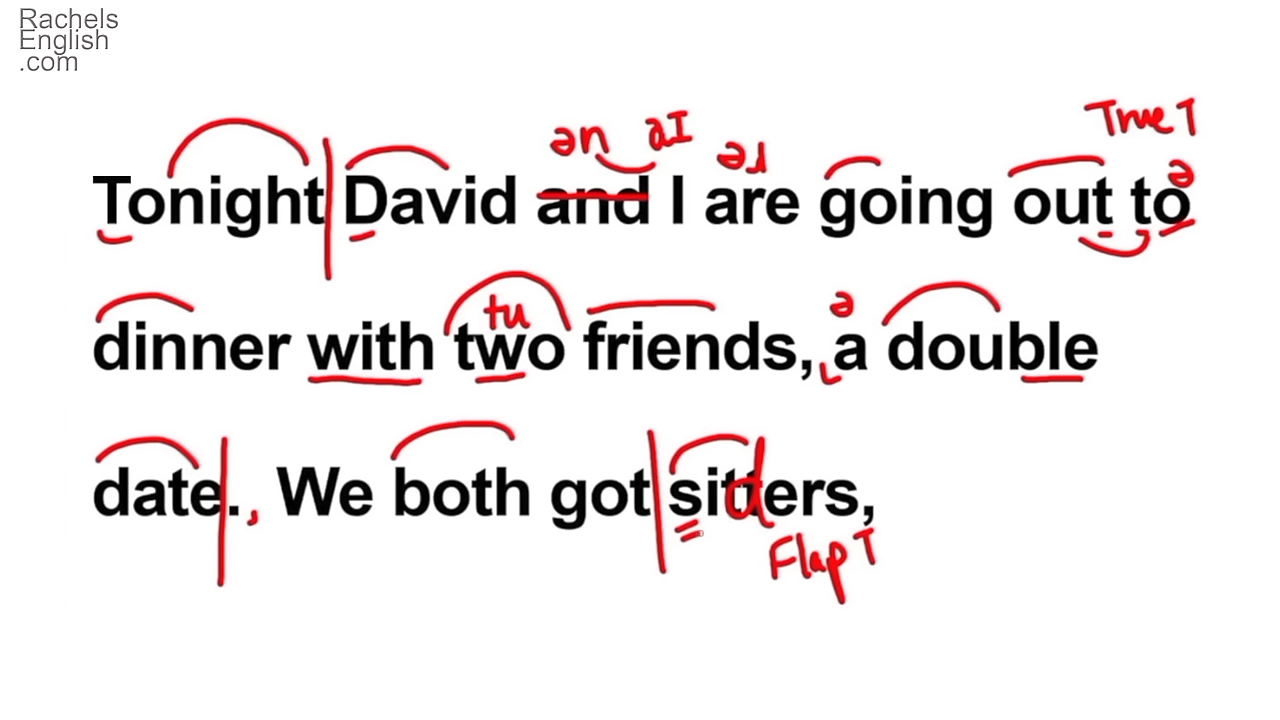 Rachels
English
.com
True T
ən aI əɹ ə
Tonight David and I are going out to
tu ə
dinner with two friends, a double
date., We both got sitters,
d
Flap T